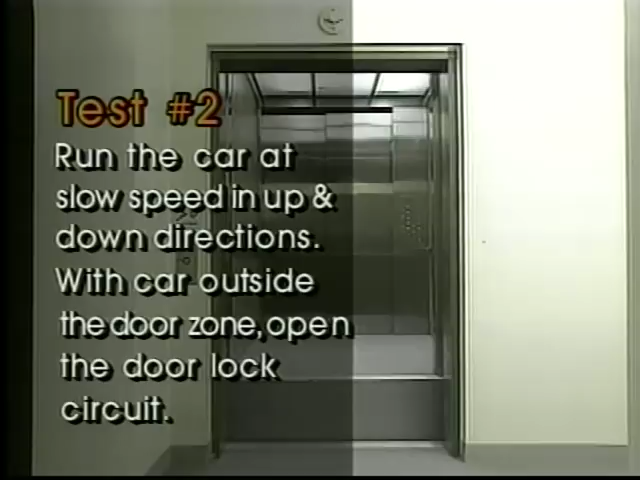 Test #2
Run the car at
slow speed in up &
down directions.
With car outside
the door zone, open
the door lock
circuit.